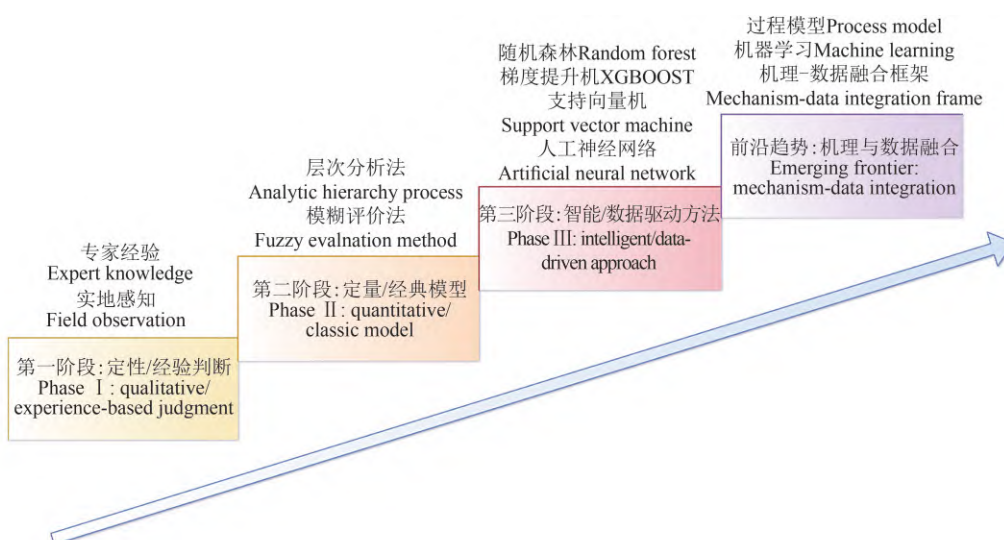 专家经验
Expert knowledge
实地感知
Field observation
第一阶段:定性/经验判断
Phase Ⅰ: qualitative/
experience-based judgment
层次分析法
Analytic hierarchy process
模糊评价法
Fuzzy evalnation method
第二阶段:定量/经典模型
Phase Ⅱ: quantitative/
classic model
随机森林Random forest
梯度提升机XGBOOST
支持向量机
Support vector machine
人工神经网络
Artificial neural network
第三阶段:智能/数据驱动方法
Phase Ⅲ: intelligent/data-
driven approach
过程模型Process model
机器学习Machine learning
机理-数据融合框架
Mechanism-data integration frame
前沿趋势:机理与数据融合
Emerging frontier:
mechanism-data integration